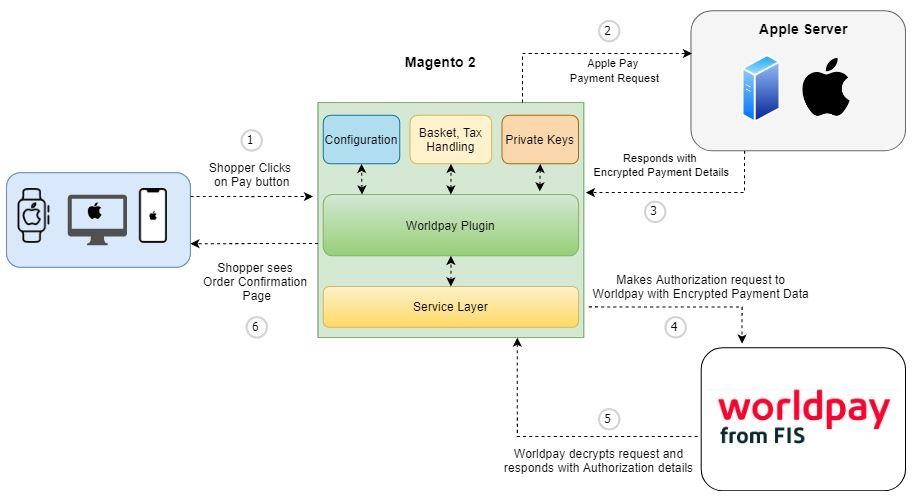 Magento 2
Apple Server
2
Apple Pay
Payment Request
Configuration
Basket, Tax
Handling
Private Keys
1
Shopper Clicks
on Pay button
Responds with
Encrypted Payment Details
3
Worldpay Plugin
Shopper sees
Order Confirmation
Page
6
Service Layer
Makes Authorization request to
Worldpay with Encrypted Payment Data
4
worldpay
from FIS
5
Worldpay decrypts request and
responds with Authorization details